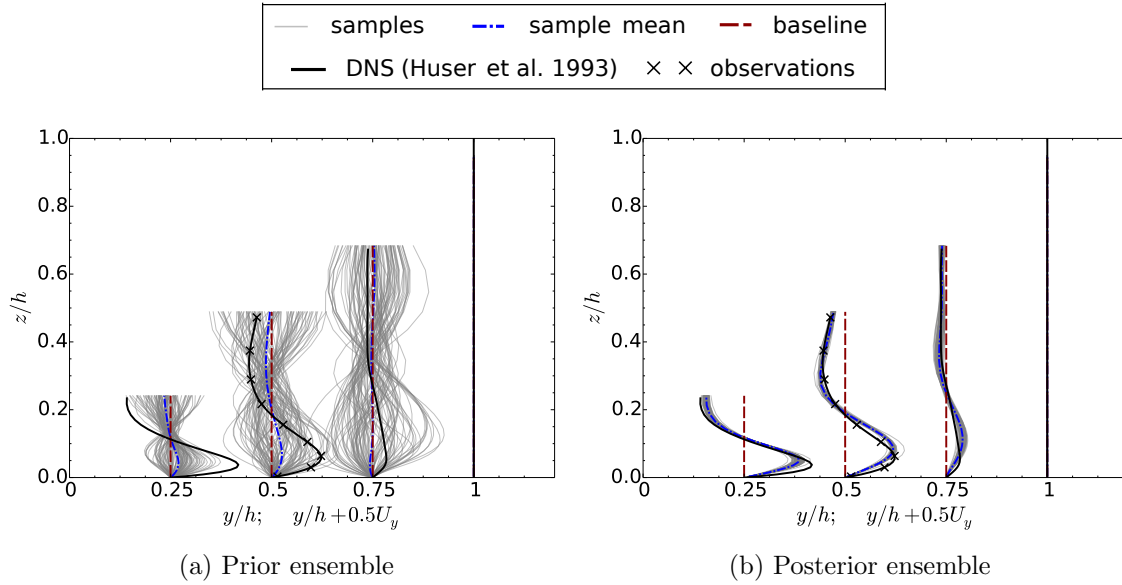 samples sample mean baseline
DNS (Huser et al. 1993) × × observations
1.0
0.8
0.6
z/h
0.4
0.2
0.0
0 0.25 0.5 0.75 1
y/h; y/h + 0.5U_y
(a) Prior ensemble
1.0
0.8
0.6
z/h
0.4
0.2
0.0
0 0.25 0.5 0.75 1
y/h; y/h + 0.5U_y
(b) Posterior ensemble